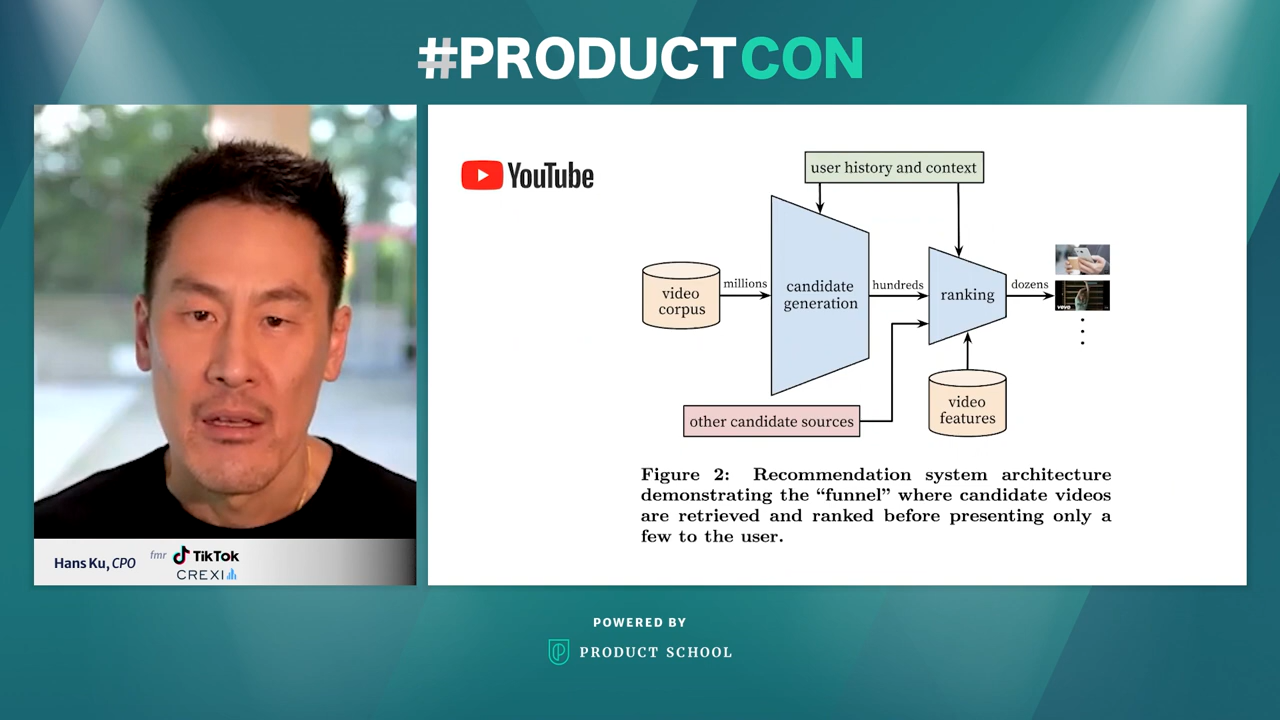 #PRODUCTCON
YouTube
user history and context
video
corpus
millions
candidate
generation
hundreds
ranking
dozens
vevo
other candidate sources
video
features
Figure 2: Recommendation system architecture
demonstrating the “funnel” where candidate videos
are retrieved and ranked before presenting only a
few to the user.
Hans Ku, CPO
fmr TikTok
CREXI
POWERED BY
PRODUCT SCHOOL